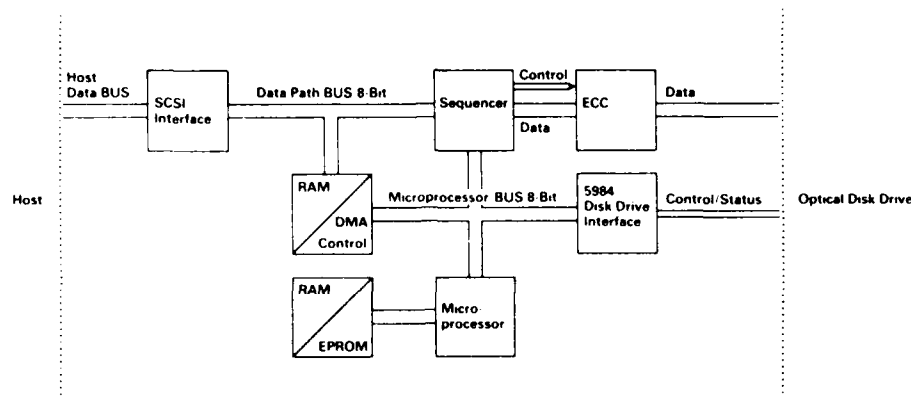 Host
Data BUS
SCSI
Interface
Data Path BUS 8-Bit
Sequencer
Control
Data
ECC
Data
Host
RAM
DMA
Control
Microprocessor BUS 8-Bit
5984
Disk Drive
Interface
Control/Status
Optical Disk Drive
RAM
EPROM
Micro-
processor